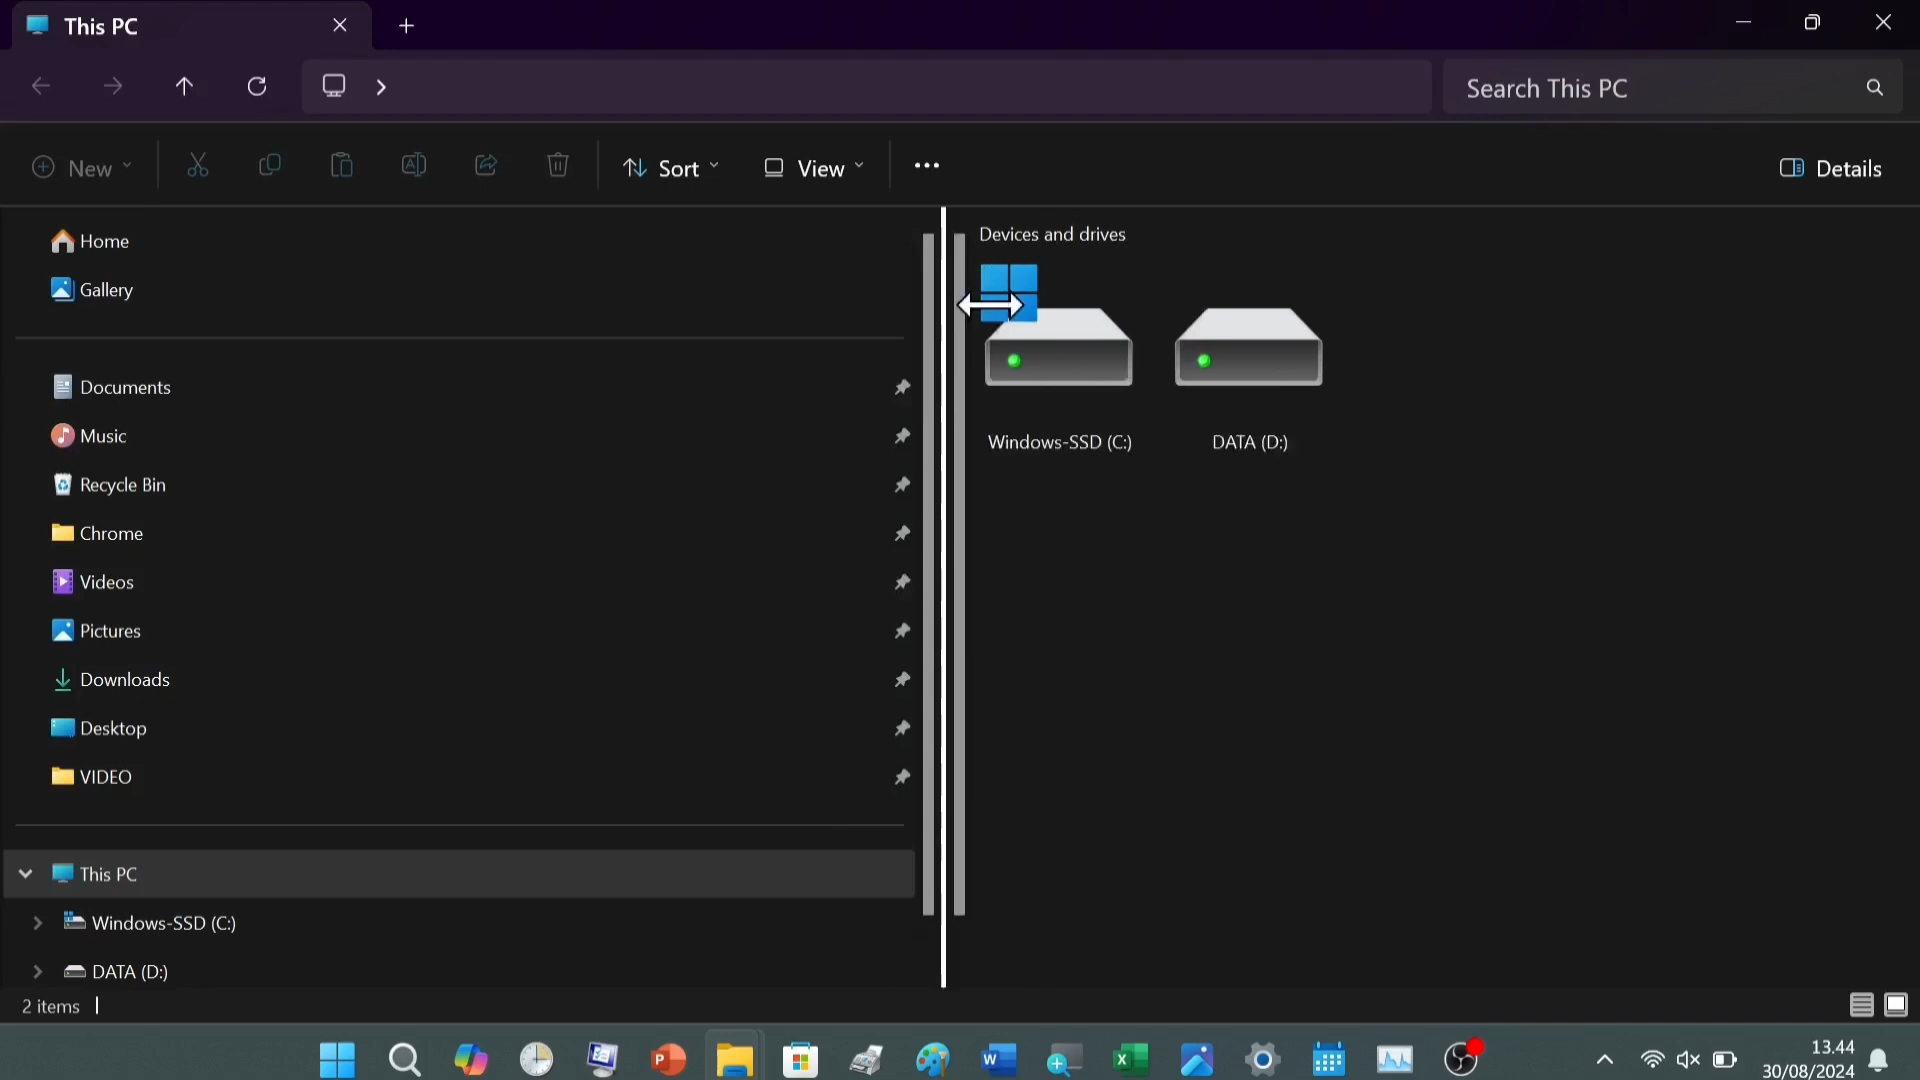 This PC
Search This PC
New
Sort
View
Details
Home
Gallery
Documents
Music
Recycle Bin
Chrome
Videos
Pictures
Downloads
Desktop
VIDEO
This PC
Windows-SSD (C:)
DATA (D:)
Devices and drives
Windows-SSD (C:)
DATA (D:)
2 items
13.44
30/08/2024